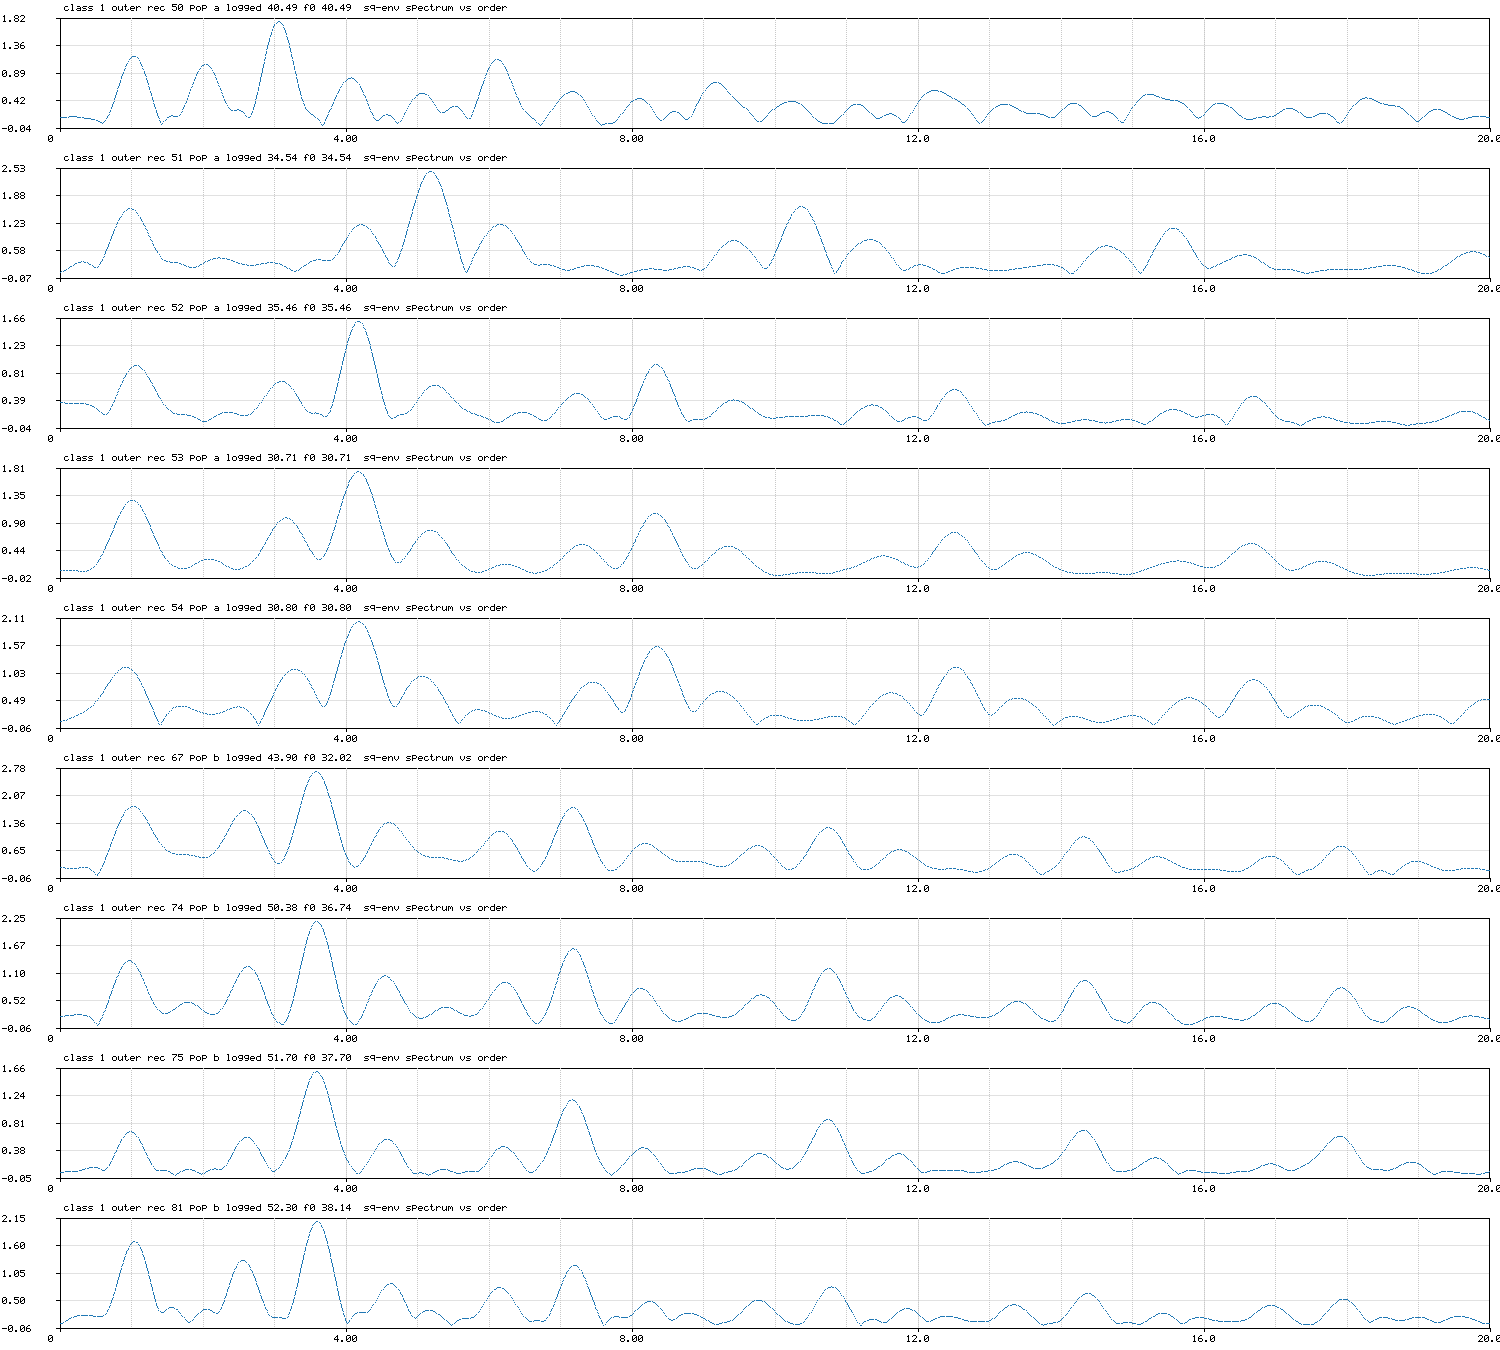 class 1 outer rec 50 pop a logged 40.49 f0 40.49  sq-env spectrum vs order
1.82
1.36
0.89
0.42
-0.04
0 4.00 8.00 12.0 16.0 20.0
class 1 outer rec 51 pop a logged 34.54 f0 34.54  sq-env spectrum vs order
2.53
1.88
1.23
0.58
-0.07
0 4.00 8.00 12.0 16.0 20.0
class 1 outer rec 52 pop a logged 35.46 f0 35.46  sq-env spectrum vs order
1.66
1.23
0.81
0.39
-0.04
0 4.00 8.00 12.0 16.0 20.0
class 1 outer rec 53 pop a logged 30.71 f0 30.71  sq-env spectrum vs order
1.81
1.35
0.90
0.44
-0.02
0 4.00 8.00 12.0 16.0 20.0
class 1 outer rec 54 pop a logged 30.80 f0 30.80  sq-env spectrum vs order
2.11
1.57
1.03
0.49
-0.06
0 4.00 8.00 12.0 16.0 20.0
class 1 outer rec 67 pop b logged 43.90 f0 32.02  sq-env spectrum vs order
2.78
2.07
1.36
0.65
-0.06
0 4.00 8.00 12.0 16.0 20.0
class 1 outer rec 74 pop b logged 50.38 f0 36.74  sq-env spectrum vs order
2.25
1.67
1.10
0.52
-0.06
0 4.00 8.00 12.0 16.0 20.0
class 1 outer rec 75 pop b logged 51.70 f0 37.70  sq-env spectrum vs order
1.66
1.24
0.81
0.38
-0.05
0 4.00 8.00 12.0 16.0 20.0
class 1 outer rec 81 pop b logged 52.30 f0 38.14  sq-env spectrum vs order
2.15
1.60
1.05
0.50
-0.06
0 4.00 8.00 12.0 16.0 20.0